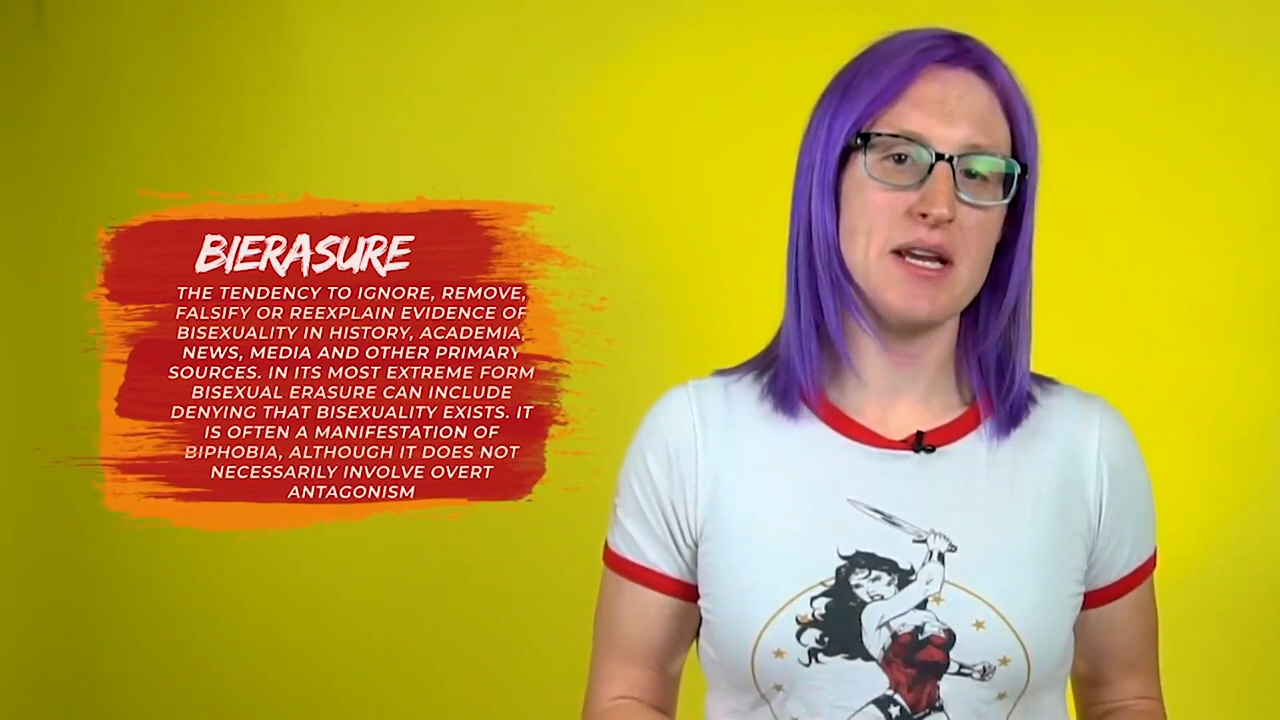 BIERASURE
THE TENDENCY TO IGNORE, REMOVE,
FALSIFY OR REEXPLAIN EVIDENCE OF
BISEXUALITY IN HISTORY, ACADEMIA,
NEWS, MEDIA AND OTHER PRIMARY
SOURCES. IN ITS MOST EXTREME FORM
BISEXUAL ERASURE CAN INCLUDE
DENYING THAT BISEXUALITY EXISTS. IT
IS OFTEN A MANIFESTATION OF
BIPHOBIA, ALTHOUGH IT DOES NOT
NECESSARILY INVOLVE OVERT
ANTAGONISM